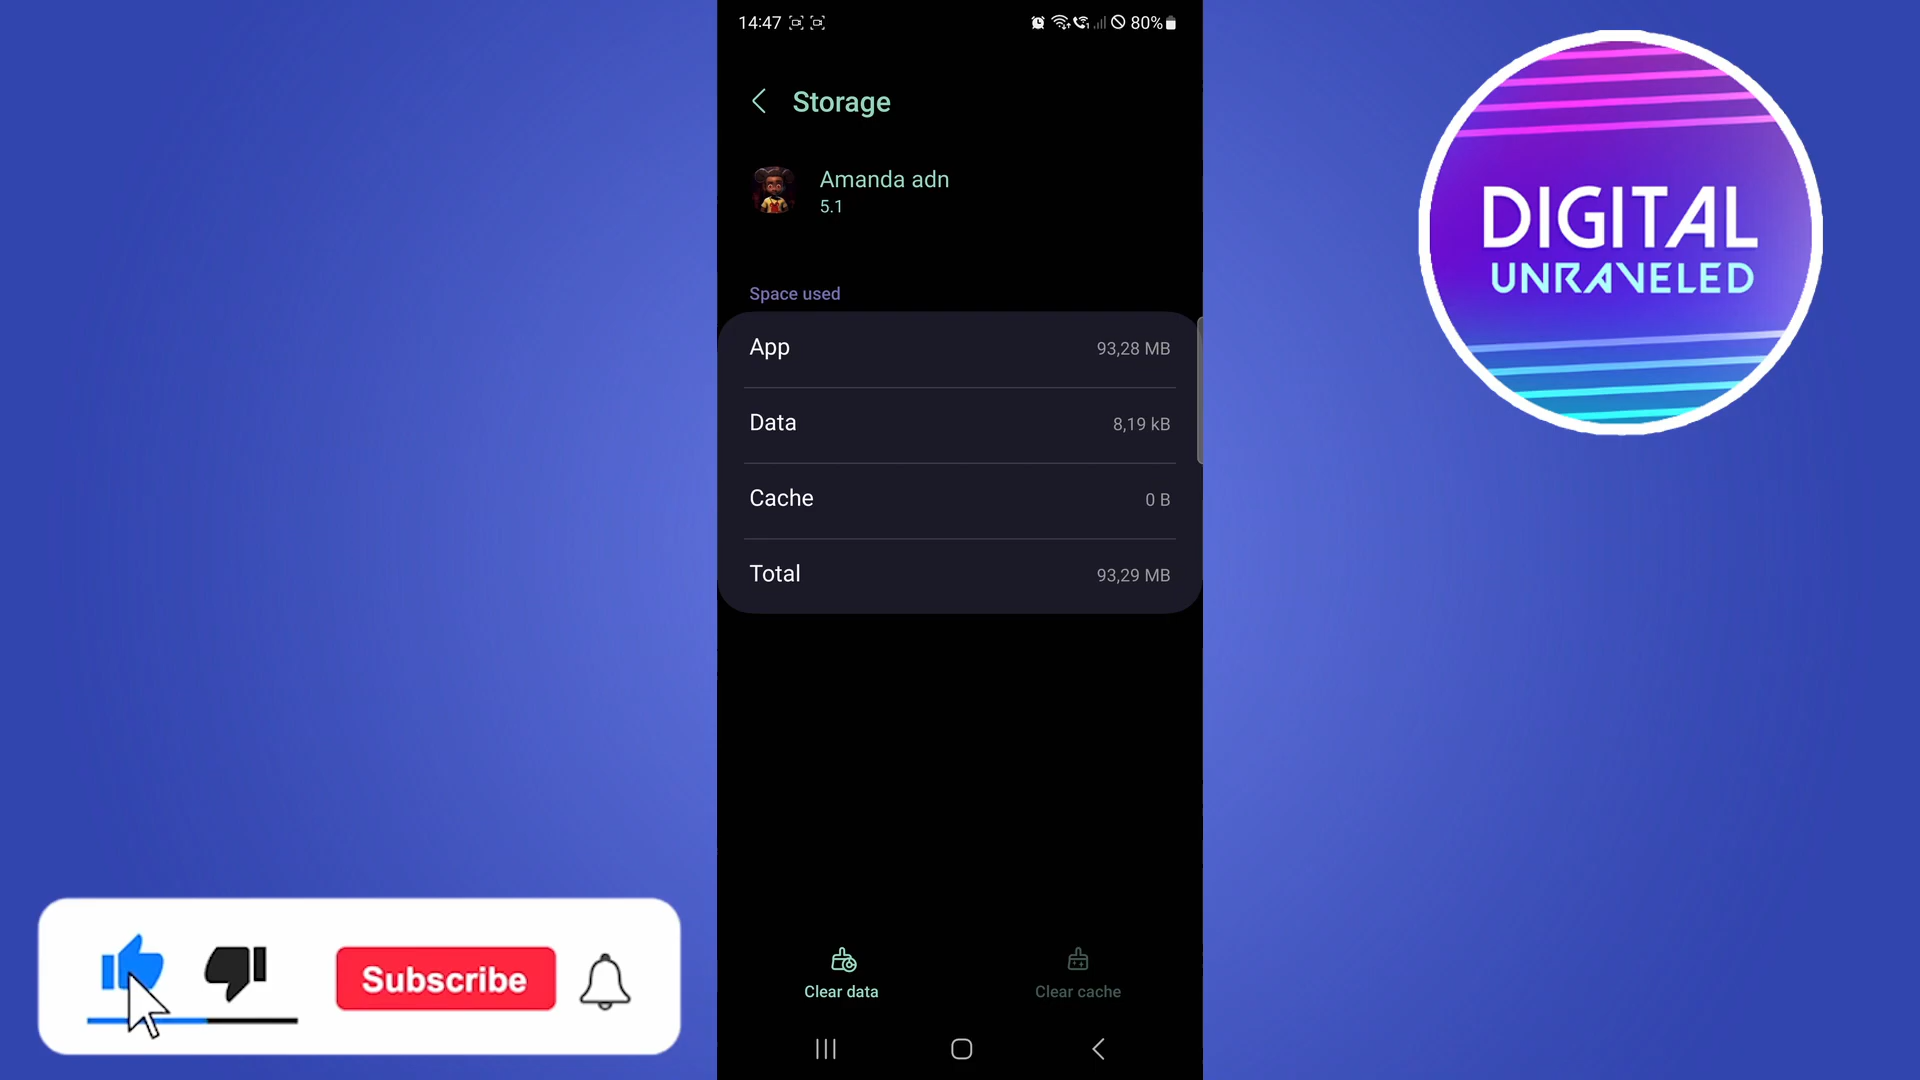 14:47
80%
Storage
Amanda adn
5.1
Space used
App
93,28 MB
Data
8,19 kB
Cache
0 B
Total
93,29 MB
Clear data
Clear cache
DIGITAL
UNRAVELED
Subscribe